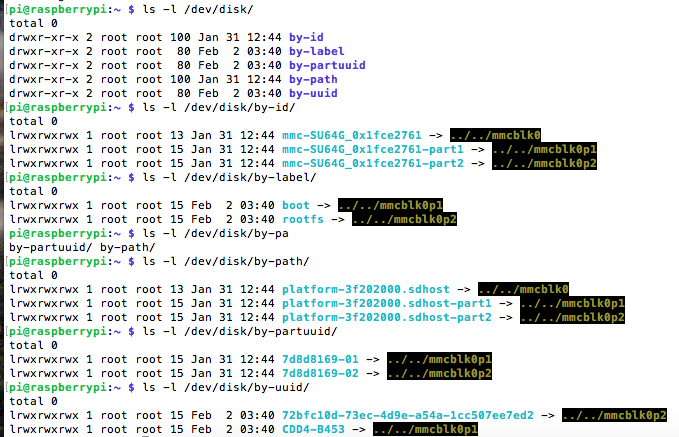 [pi@raspberrypi:~ $ ls -l /dev/disk/
total 0
drwxr-xr-x 2 root root 100 Jan 31 12:44 by-id
drwxr-xr-x 2 root root  80 Feb  2 03:40 by-label
drwxr-xr-x 2 root root  80 Feb  2 03:40 by-partuuid
drwxr-xr-x 2 root root 100 Jan 31 12:44 by-path
drwxr-xr-x 2 root root  80 Feb  2 03:40 by-uuid
[pi@raspberrypi:~ $ ls -l /dev/disk/by-id/
total 0
lrwxrwxrwx 1 root root 13 Jan 31 12:44 mmc-SU64G_0x1fce2761 -> ../../mmcblk0
lrwxrwxrwx 1 root root 15 Jan 31 12:44 mmc-SU64G_0x1fce2761-part1 -> ../../mmcblk0p1
lrwxrwxrwx 1 root root 15 Feb  2 03:40 mmc-SU64G_0x1fce2761-part2 -> ../../mmcblk0p2
[pi@raspberrypi:~ $ ls -l /dev/disk/by-label/
total 0
lrwxrwxrwx 1 root root 15 Feb  2 03:40 boot -> ../../mmcblk0p1
lrwxrwxrwx 1 root root 15 Feb  2 03:40 rootfs -> ../../mmcblk0p2
[pi@raspberrypi:~ $ ls -l /dev/disk/by-pa
by-partuuid/ by-path/
[pi@raspberrypi:~ $ ls -l /dev/disk/by-path/
total 0
lrwxrwxrwx 1 root root 13 Jan 31 12:44 platform-3f202000.sdhost -> ../../mmcblk0
lrwxrwxrwx 1 root root 15 Jan 31 12:44 platform-3f202000.sdhost-part1 -> ../../mmcblk0p1
lrwxrwxrwx 1 root root 15 Feb  2 03:40 platform-3f202000.sdhost-part2 -> ../../mmcblk0p2
[pi@raspberrypi:~ $ ls -l /dev/disk/by-partuuid/
total 0
lrwxrwxrwx 1 root root 15 Jan 31 12:44 7d8d8169-01 -> ../../mmcblk0p1
lrwxrwxrwx 1 root root 15 Feb  2 03:40 7d8d8169-02 -> ../../mmcblk0p2
[pi@raspberrypi:~ $ ls -l /dev/disk/by-uuid/
total 0
lrwxrwxrwx 1 root root 15 Feb  2 03:40 72bfc10d-73ec-4d9e-a54a-1cc507ee7ed2 -> ../../mmcblk0p2
lrwxrwxrwx 1 root root 15 Feb  2 03:40 CDD4-B453 -> ../../mmcblk0p1